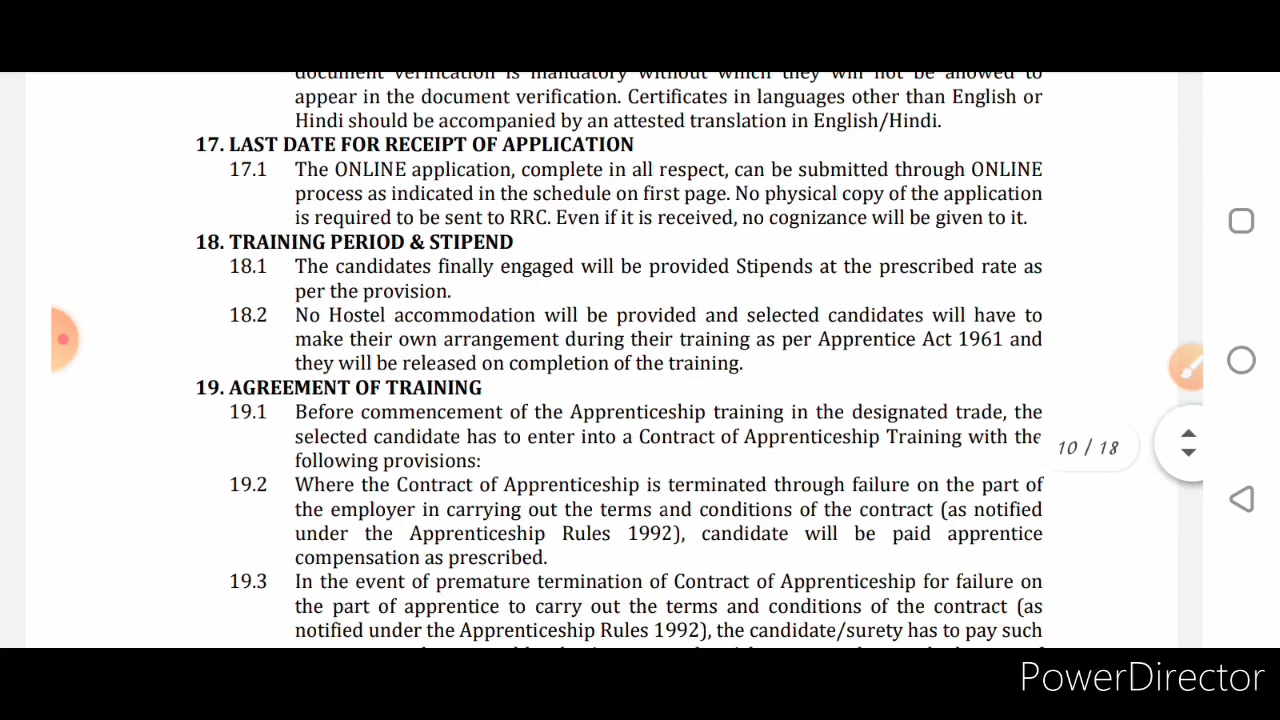 document verification is mandatory without which they will not be allowed to
appear in the document verification. Certificates in languages other than English or
Hindi should be accompanied by an attested translation in English/Hindi.
17. LAST DATE FOR RECEIPT OF APPLICATION
17.1 The ONLINE application, complete in all respect, can be submitted through ONLINE
process as indicated in the schedule on first page. No physical copy of the application
is required to be sent to RRC. Even if it is received, no cognizance will be given to it.
18. TRAINING PERIOD & STIPEND
18.1 The candidates finally engaged will be provided Stipends at the prescribed rate as
per the provision.
18.2 No Hostel accommodation will be provided and selected candidates will have to
make their own arrangement during their training as per Apprentice Act 1961 and
they will be released on completion of the training.
19. AGREEMENT OF TRAINING
19.1 Before commencement of the Apprenticeship training in the designated trade, the
selected candidate has to enter into a Contract of Apprenticeship Training with the
following provisions:
10 / 18
19.2 Where the Contract of Apprenticeship is terminated through failure on the part of
the employer in carrying out the terms and conditions of the contract (as notified
under the Apprenticeship Rules 1992), candidate will be paid apprentice
compensation as prescribed.
19.3 In the event of premature termination of Contract of Apprenticeship for failure on
the part of apprentice to carry out the terms and conditions of the contract (as
notified under the Apprenticeship Rules 1992), the candidate/surety has to pay such
PowerDirector